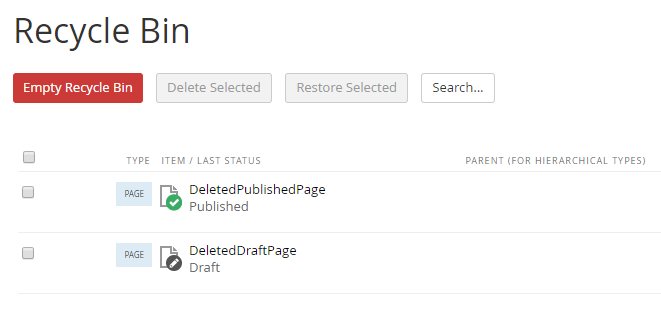 Recycle Bin
Empty Recycle Bin Delete Selected Restore Selected Search...
TYPE ITEM / LAST STATUS PARENT (FOR HIERARCHICAL TYPES)
PAGE DeletedPublishedPage
Published
PAGE DeletedDraftPage
Draft